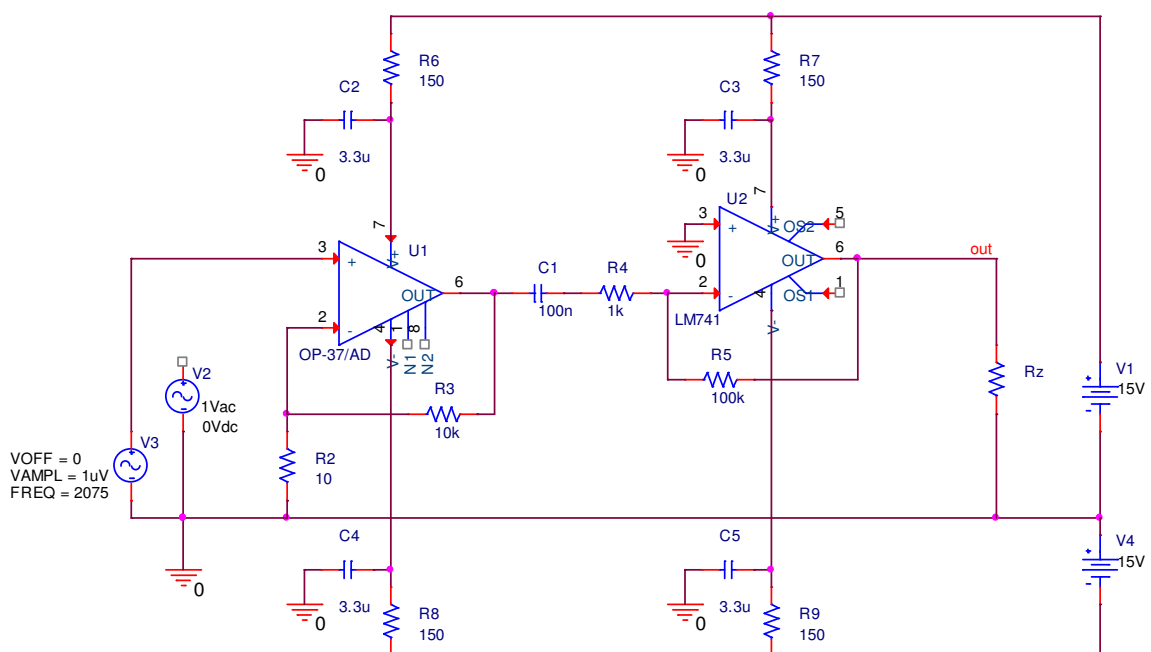 R6
150
R7
150
C2
C3
3.3u
0
3.3u
0
7
7
U2
3
+
V+
OS2
5
0
OUT
6
out
2
-
4
OS1
1
LM741
V-
3
+
V+
U1
OUT
6
2
-
4
1
8
OP-37/AD
V-
N1
N2
C1
100n
R4
1k
R5
100k
R3
10k
Rz
V1
+
15V
-
V2
+
1Vac
0Vdc
-
V3
+
-
VOFF = 0
VAMPL = 1uV
FREQ = 2075
R2
10
0
C4
C5
V4
+
15V
-
3.3u
0
3.3u
0
R8
150
R9
150